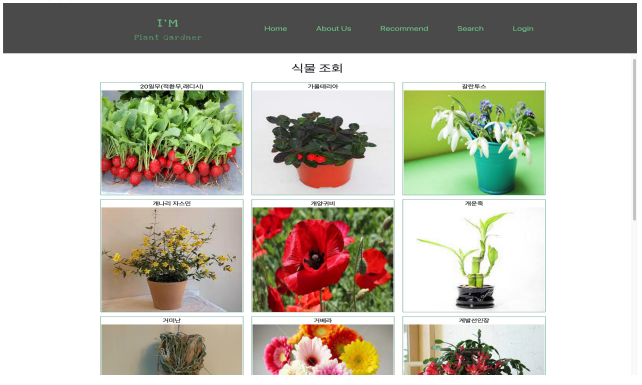 I'M
Plant Gardner
Home
About Us
Recommend
Search
Login
식물 조회
20일무(적환무,래디시)
가울데리아
갈란투스
개나리 자스민
개양귀비
개운죽
거미난
거베라
게발선인장